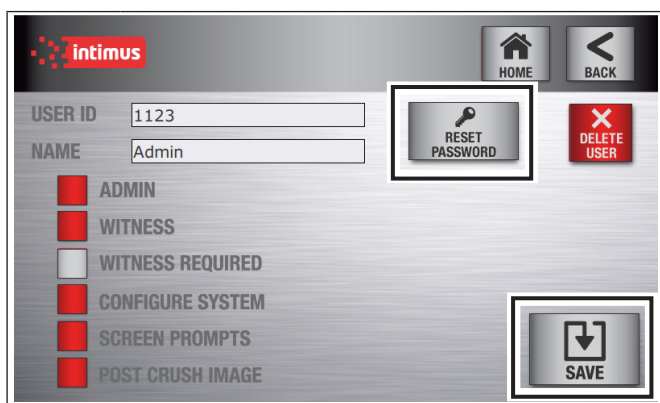 intimus
HOME
BACK
USER ID
1123
RESET
PASSWORD
DELETE
USER
NAME
Admin
ADMIN
WITNESS
WITNESS REQUIRED
CONFIGURE SYSTEM
SCREEN PROMPTS
POST CRUSH IMAGE
SAVE